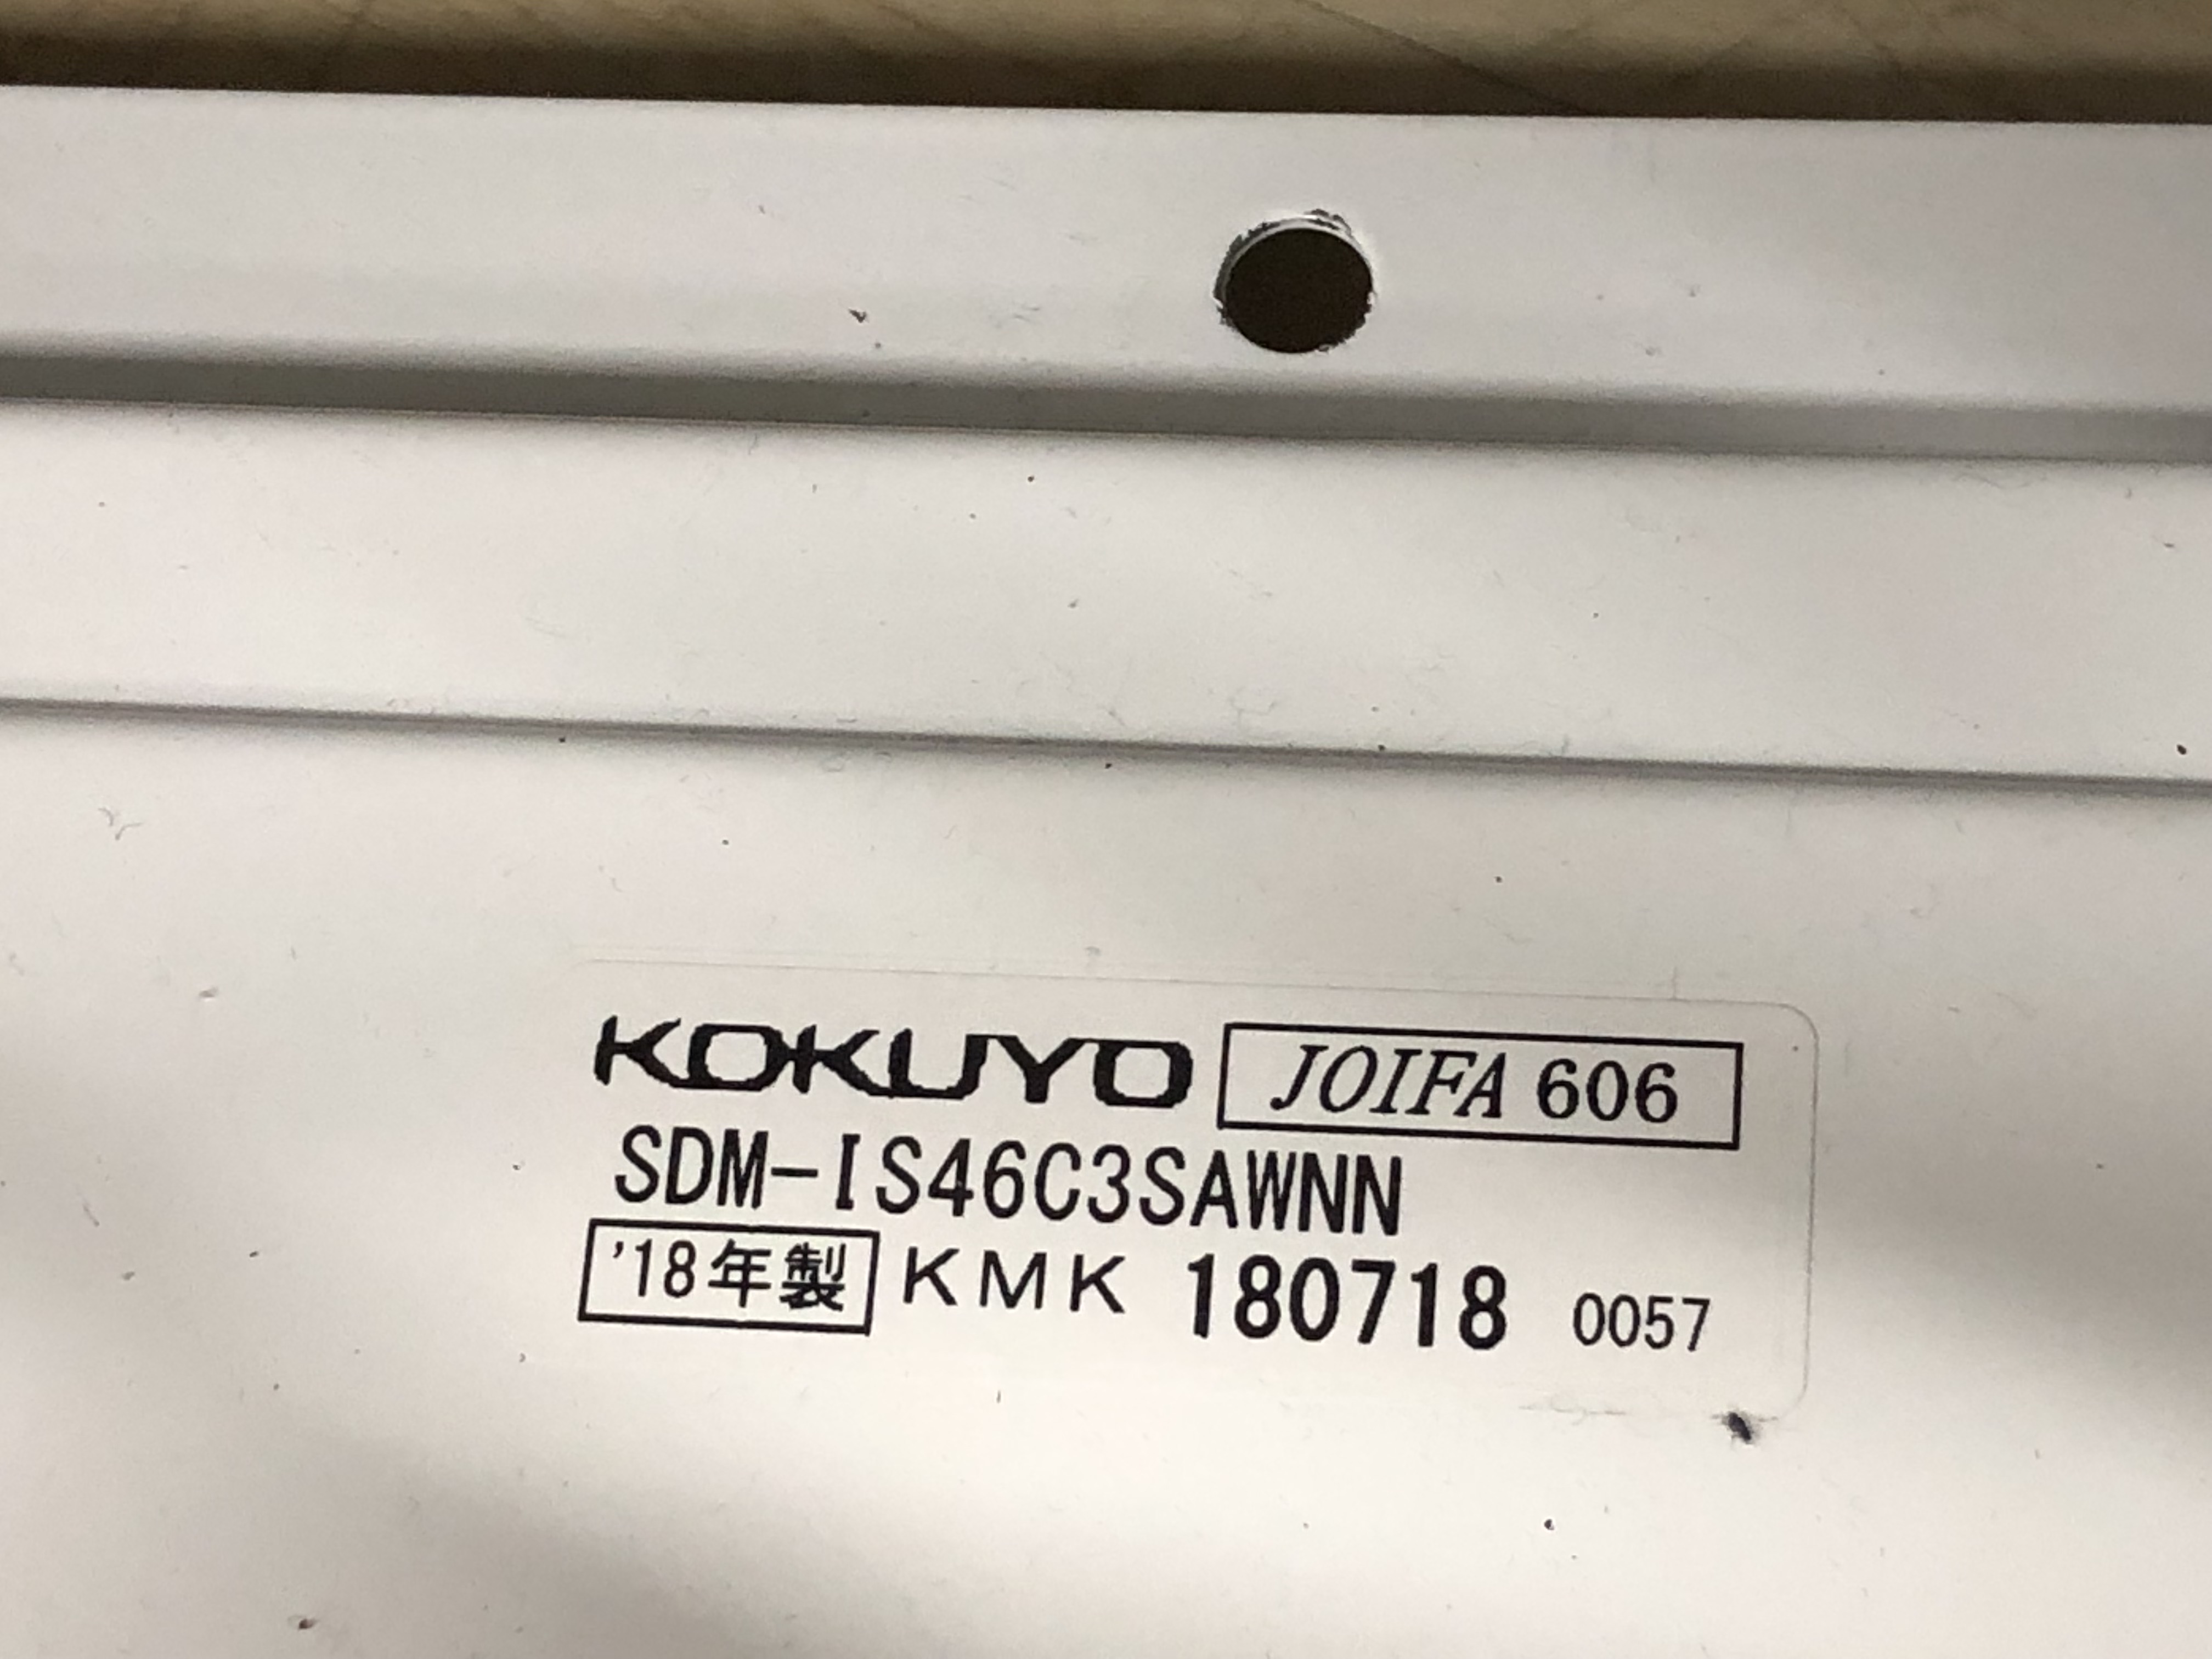 KOKUYO JOIFA 606
SDM-IS46C3SAWNN
'18年製 KMK 180718 0057